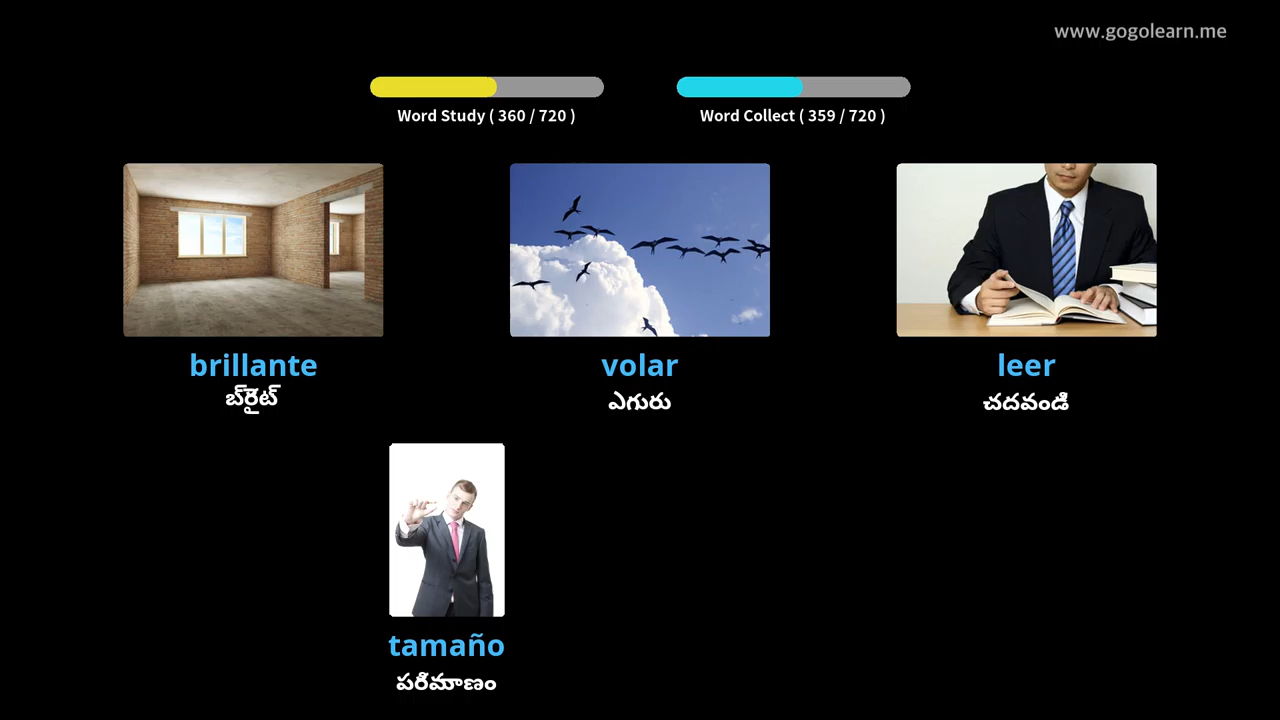 www.gogolearn.me
Word Study ( 360 / 720 )
Word Collect ( 359 / 720 )
brillante
బ్రైట్
volar
ఎగురు
leer
చదవండి
tamaño
పరిమాణం